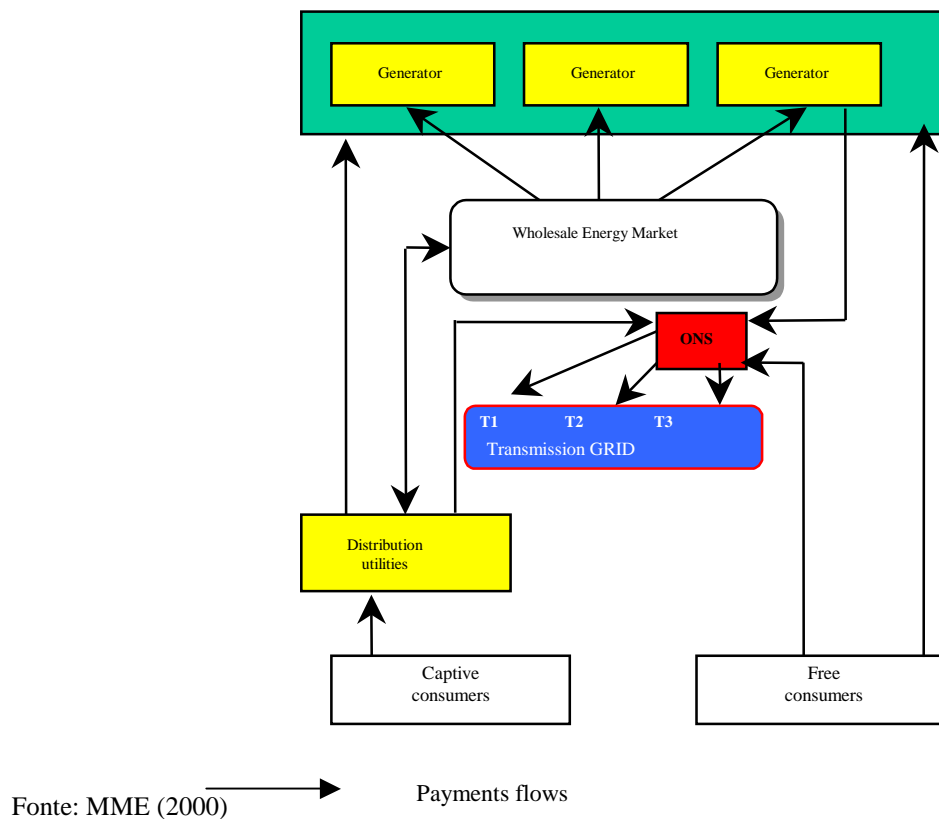 Generator
Generator
Generator
Wholesale Energy Market
ONS
T1 T2 T3
Transmission GRID
Distribution
utilities
Captive
consumers
Free
consumers
Payments flows
Fonte: MME (2000)